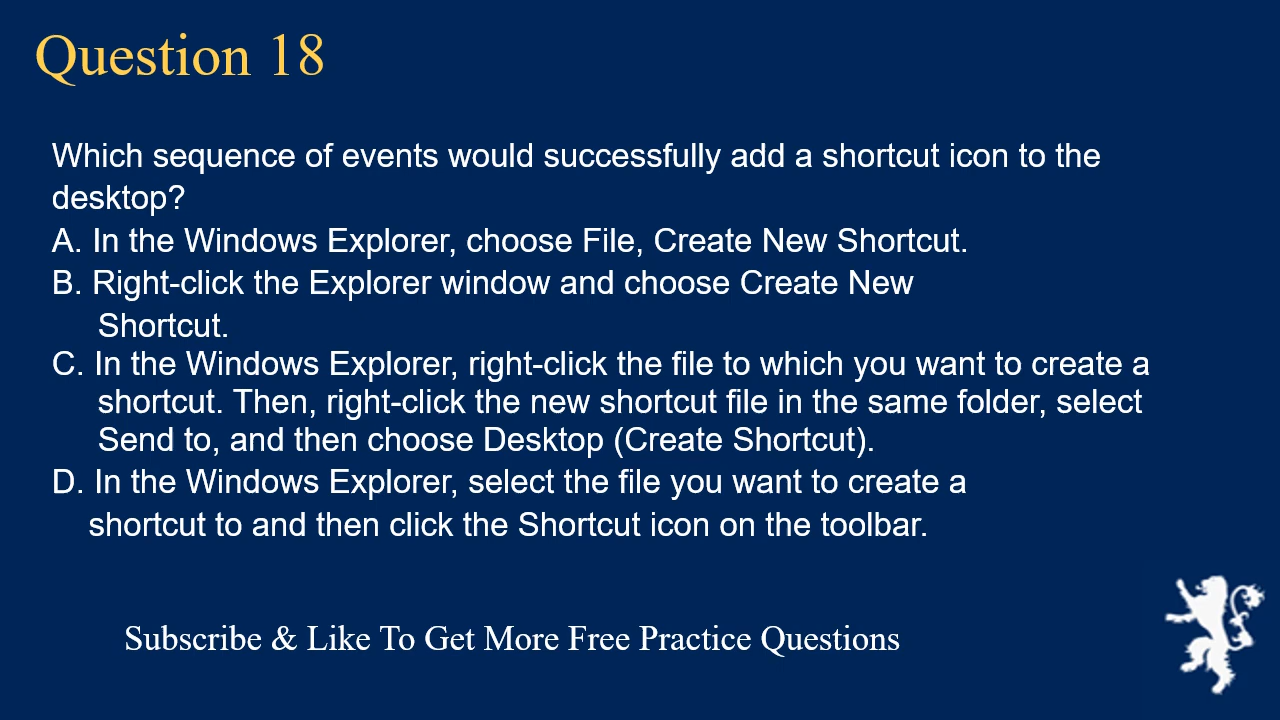 Question 18
Which sequence of events would successfully add a shortcut icon to the
desktop?
A. In the Windows Explorer, choose File, Create New Shortcut.
B. Right-click the Explorer window and choose Create New
Shortcut.
C. In the Windows Explorer, right-click the file to which you want to create a
shortcut. Then, right-click the new shortcut file in the same folder, select
Send to, and then choose Desktop (Create Shortcut).
D. In the Windows Explorer, select the file you want to create a
shortcut to and then click the Shortcut icon on the toolbar.
Subscribe & Like To Get More Free Practice Questions